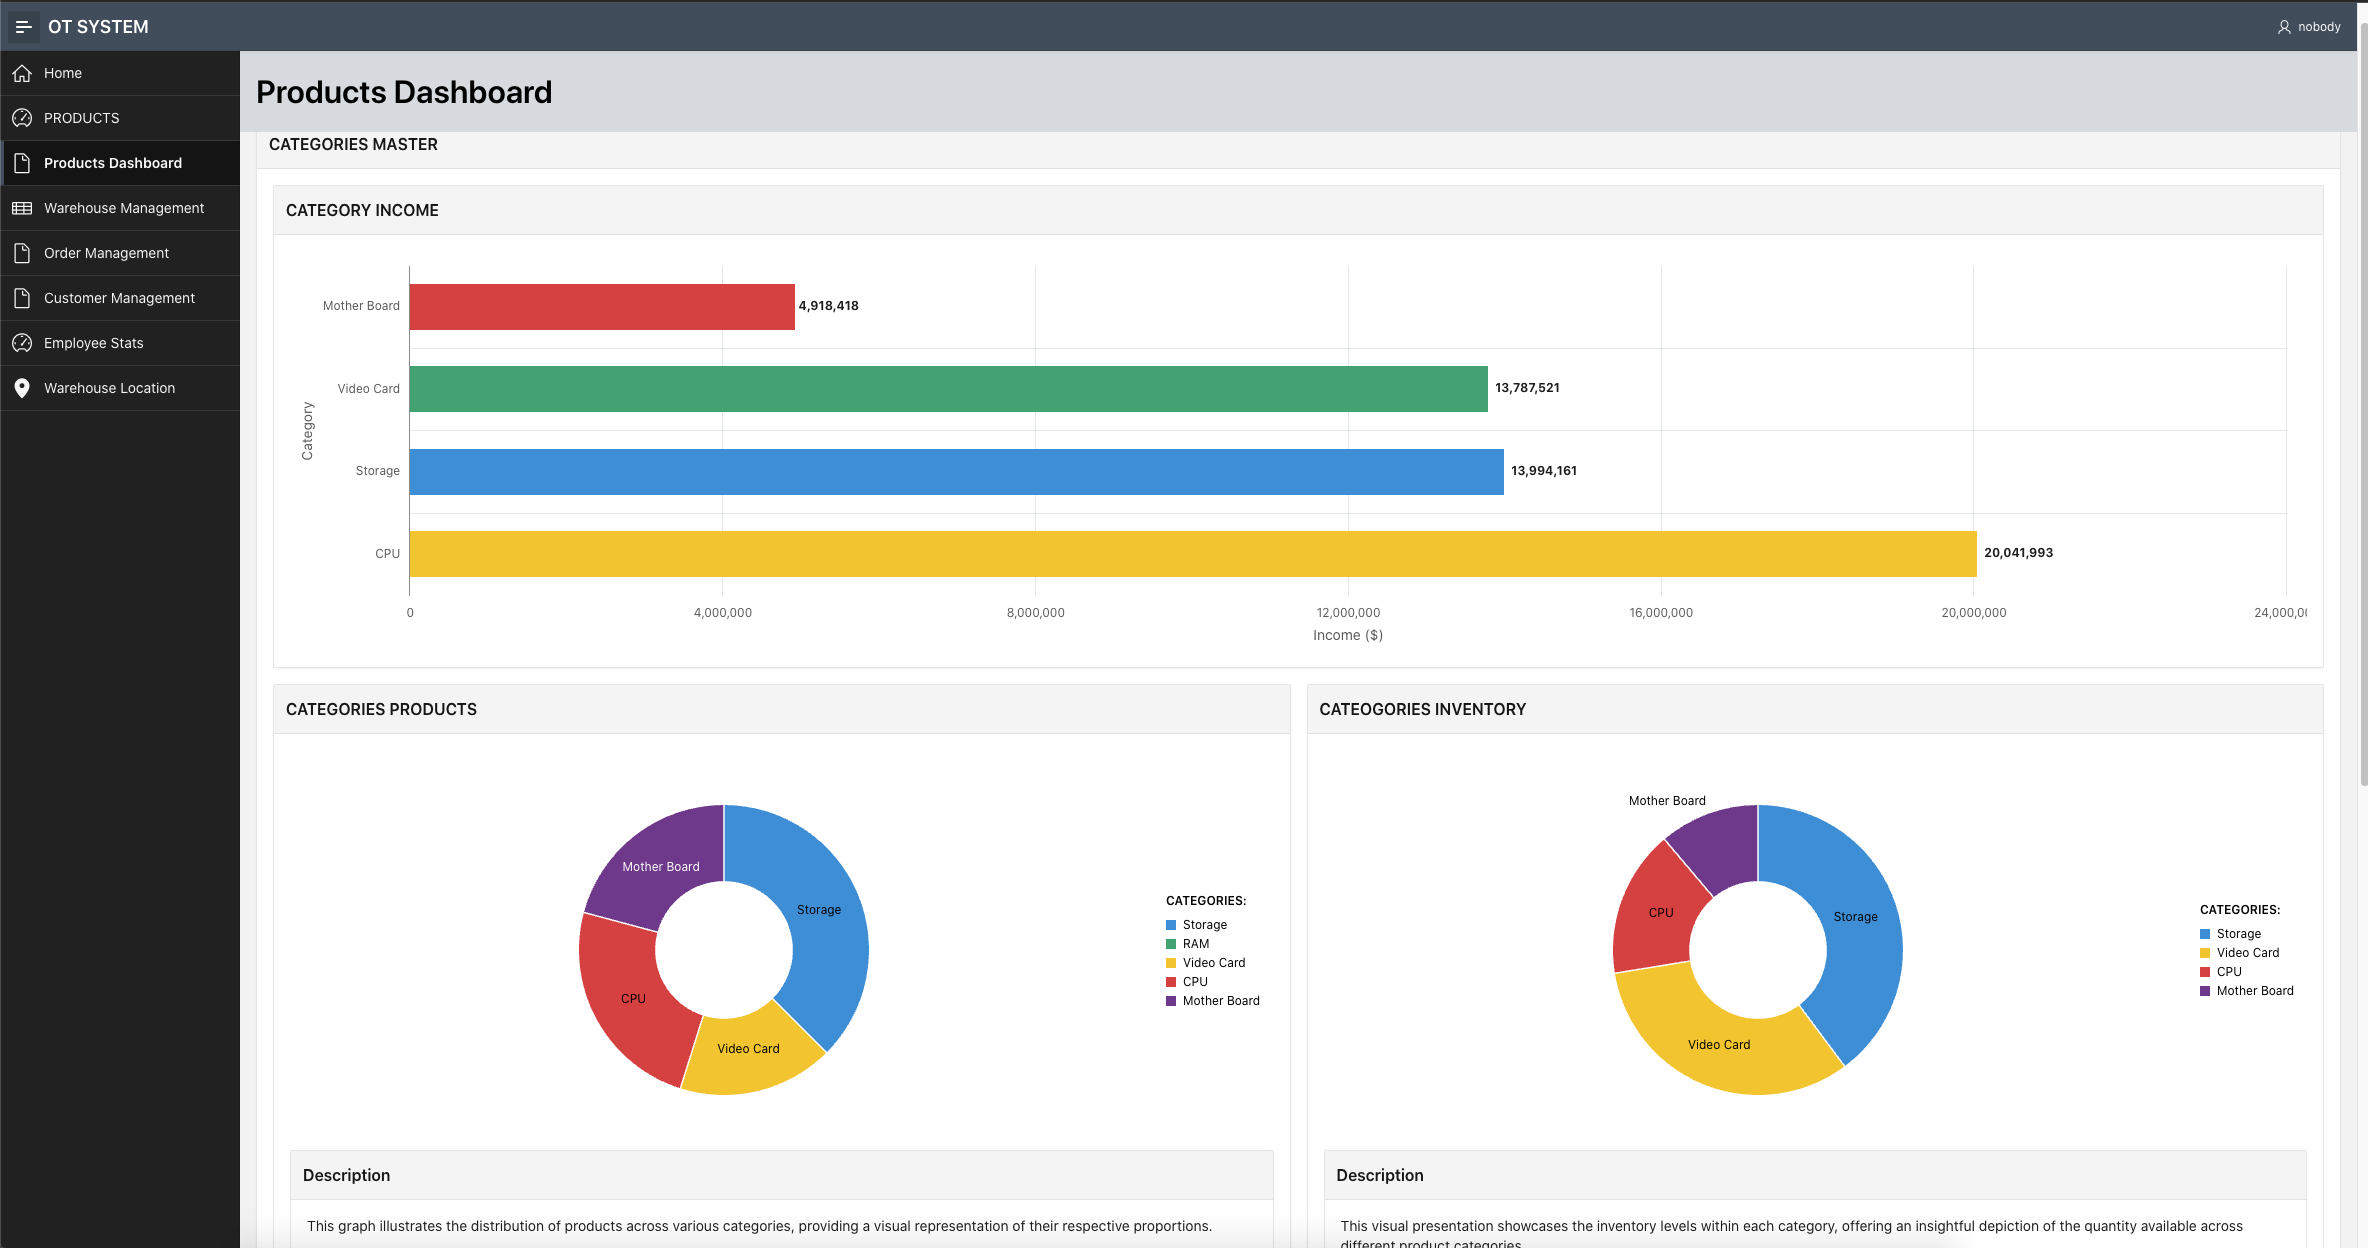 OT SYSTEM
nobody
Home
PRODUCTS
Products Dashboard
Warehouse Management
Order Management
Customer Management
Employee Stats
Warehouse Location
Products Dashboard
CATEGORIES MASTER
CATEGORY INCOME
Category
Mother Board
4,918,418
Video Card
13,787,521
Storage
13,994,161
CPU
20,041,993
0
4,000,000
8,000,000
12,000,000
16,000,000
20,000,000
24,000,0
Income ($)
CATEGORIES PRODUCTS
Mother Board
Storage
CPU
Video Card
CATEGORIES:
Storage
RAM
Video Card
CPU
Mother Board
Description
This graph illustrates the distribution of products across various categories, providing a visual representation of their respective proportions.
CATEOGORIES INVENTORY
Mother Board
CPU
Storage
Video Card
CATEGORIES:
Storage
Video Card
CPU
Mother Board
Description
This visual presentation showcases the inventory levels within each category, offering an insightful depiction of the quantity available across
different product categories.